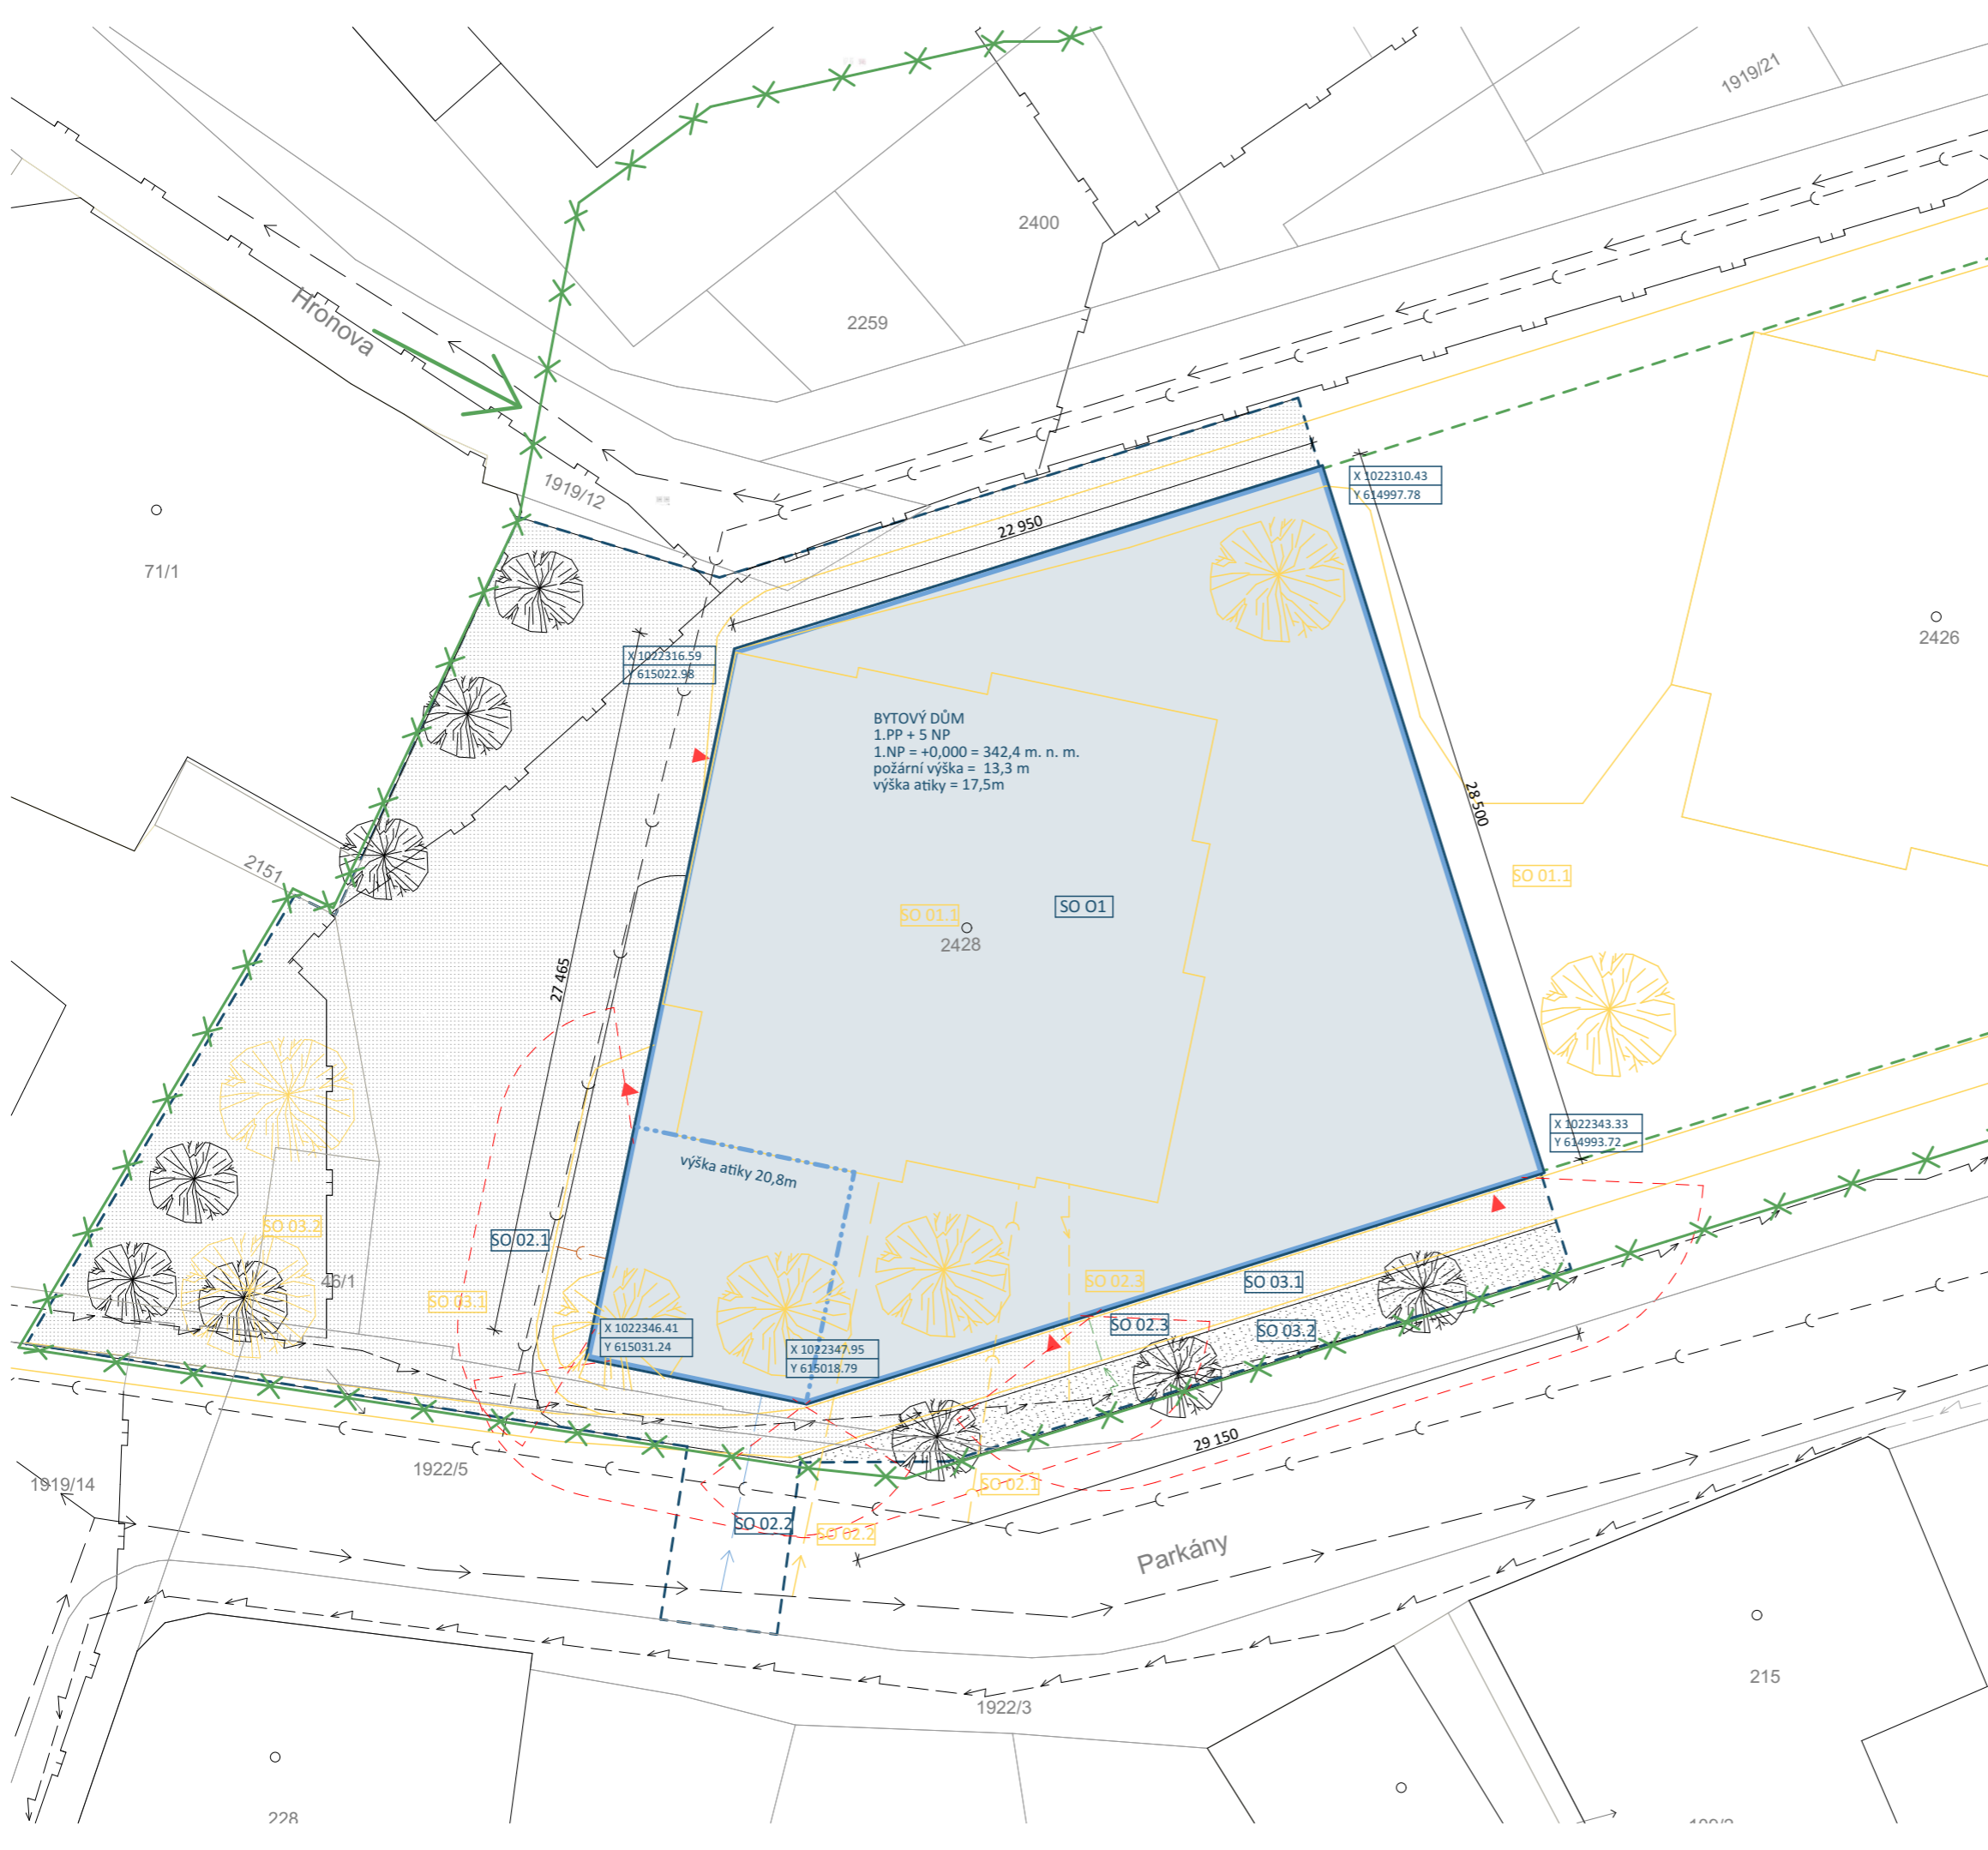 1919/21
2400
2259
Hronova
1919/12
71/1
X 1022310.43
Y 614997.78
22 950
2426
X 1022316.59
Y 615022.98
BYTOVÝ DŮM
1.PP + 5 NP
1.NP = +0,000 = 342,4 m. n. m.
požární výška = 13,3 m
výška atiky = 17,5m
28 500
2151
SO 01.1
SO 01.1
SO O1
2428
27 465
X 1022343.33
Y 614993.72
výška atiky 20,8m
SO 03.2
SO 02.1
46/1
SO 03.1
SO 02.3
SO 03.1
SO 02.3
SO 03.2
X 1022346.41
Y 615031.24
X 1022347.95
Y 615018.79
29 150
1922/5
1919/14
SO 02.1
SO 02.2
SO 02.2
Parkány
215
1922/3
228